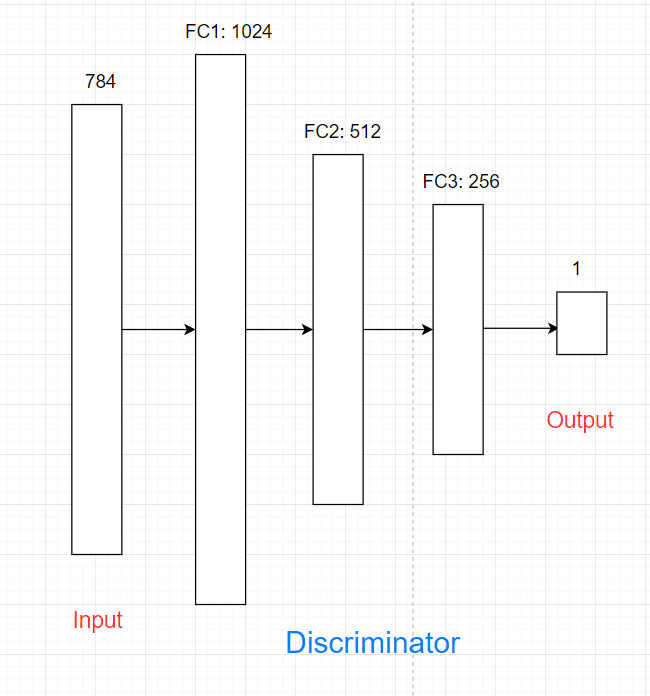 FC1: 1024
784
FC2: 512
FC3: 256
1
Output
Input
Discriminator